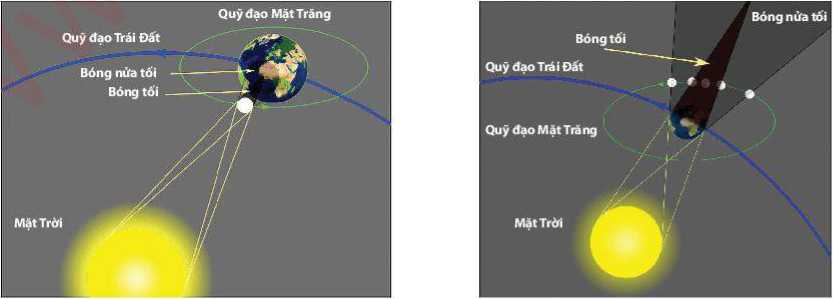 Quỹ đạo Mặt Trăng
Quỹ đạo Trái Đất
Bóng nửa tối
Bóng tối
Mặt Trời
Bóng nửa tối
Bóng tối
Quỹ đạo Trái Đất
Quỹ đạo Mặt Trăng
Mặt Trời